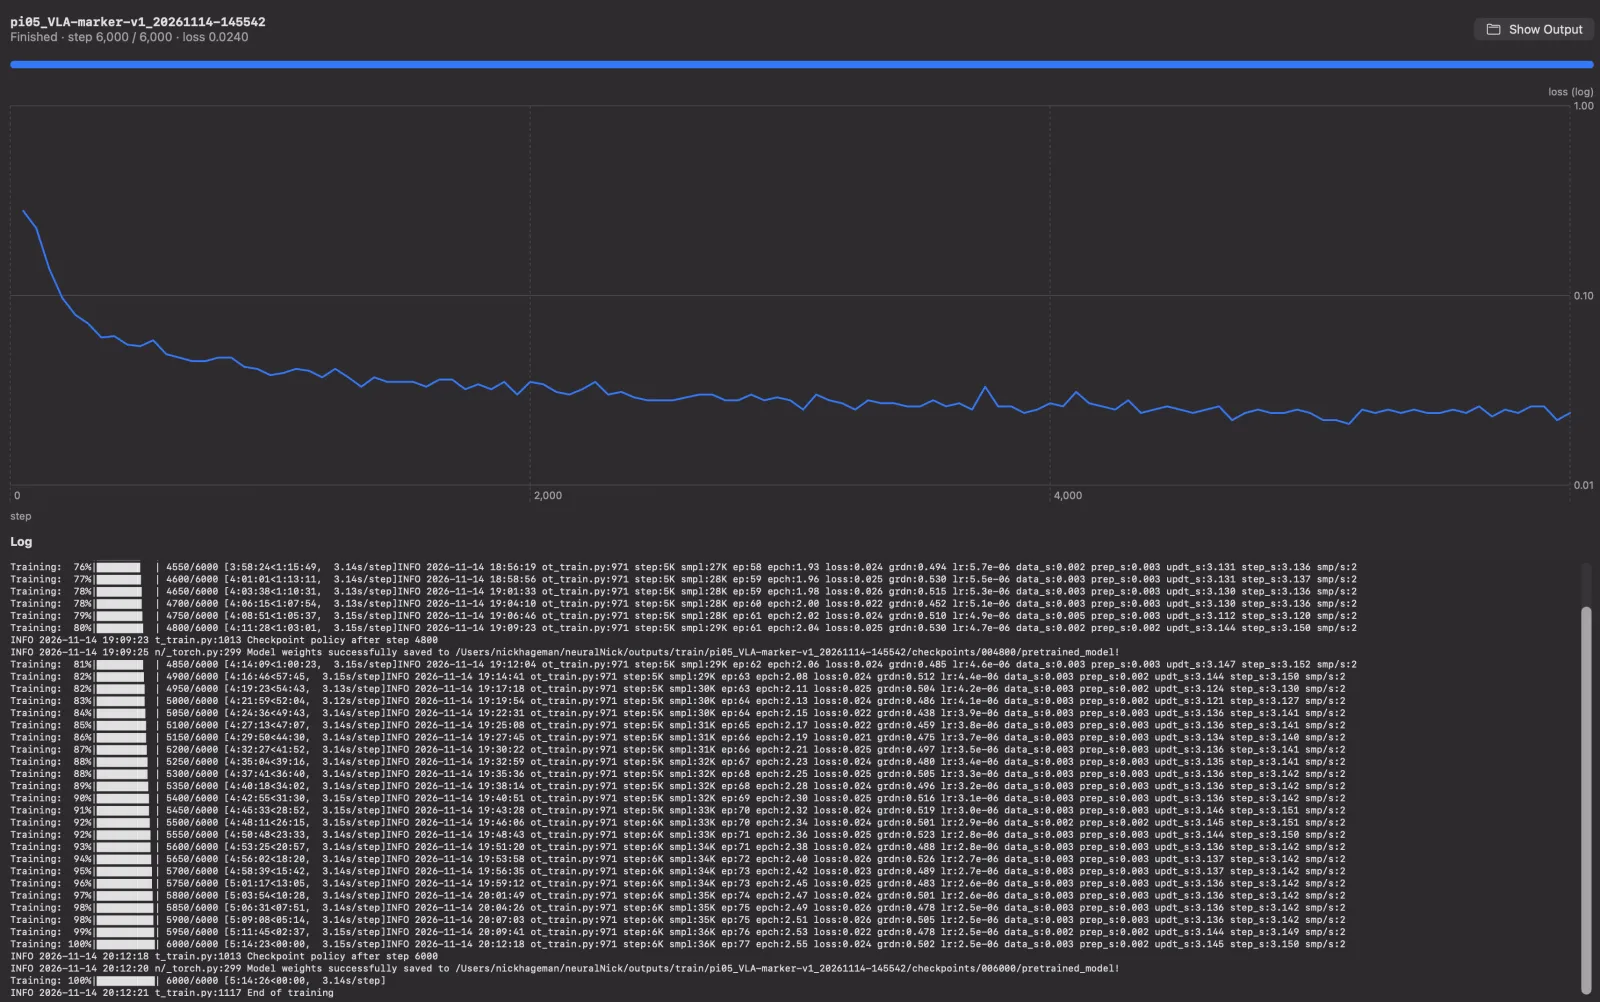 pi05_VLA-marker-v1_20261114-145542
Finished · step 6,000 / 6,000 · loss 0.0240
Show Output
loss (log)
1.00
0.10
0.01
0
2,000
4,000
step
Log
Training:  76%| | 4550/6000 [3:58:24<1:15:49,  3.14s/step]INFO 2026-11-14 18:56:19 ot_train.py:971 step:5K smpl:27K ep:58 epch:1.93 loss:0.024 grdn:0.494 lr:5.7e-06 data_s:0.002 prep_s:0.003 updt_s:3.131 step_s:3.136 smp/s:2
Training:  77%| | 4600/6000 [4:01:01<1:13:11,  3.14s/step]INFO 2026-11-14 18:58:56 ot_train.py:971 step:5K smpl:28K ep:59 epch:1.96 loss:0.025 grdn:0.530 lr:5.5e-06 data_s:0.003 prep_s:0.003 updt_s:3.131 step_s:3.137 smp/s:2
Training:  78%| | 4650/6000 [4:03:38<1:10:31,  3.13s/step]INFO 2026-11-14 19:01:33 ot_train.py:971 step:5K smpl:28K ep:59 epch:1.98 loss:0.026 grdn:0.515 lr:5.3e-06 data_s:0.003 prep_s:0.003 updt_s:3.130 step_s:3.136 smp/s:2
Training:  78%| | 4700/6000 [4:06:15<1:07:54,  3.13s/step]INFO 2026-11-14 19:04:10 ot_train.py:971 step:5K smpl:28K ep:60 epch:2.00 loss:0.022 grdn:0.452 lr:5.1e-06 data_s:0.003 prep_s:0.003 updt_s:3.130 step_s:3.136 smp/s:2
Training:  79%| | 4750/6000 [4:08:51<1:05:37,  3.15s/step]INFO 2026-11-14 19:06:46 ot_train.py:971 step:5K smpl:28K ep:61 epch:2.02 loss:0.024 grdn:0.510 lr:4.9e-06 data_s:0.005 prep_s:0.003 updt_s:3.112 step_s:3.120 smp/s:2
Training:  80%| | 4800/6000 [4:11:28<1:03:01,  3.15s/step]INFO 2026-11-14 19:09:23 ot_train.py:971 step:5K smpl:29K ep:61 epch:2.04 loss:0.025 grdn:0.530 lr:4.7e-06 data_s:0.002 prep_s:0.002 updt_s:3.144 step_s:3.150 smp/s:2
INFO 2026-11-14 19:09:23 t_train.py:1013 Checkpoint policy after step 4800
INFO 2026-11-14 19:09:25 n/_torch.py:299 Model weights successfully saved to /Users/nickhageman/neuralNick/outputs/train/pi05_VLA-marker-v1_20261114-145542/checkpoints/004800/pretrained_model!
Training:  81%| | 4850/6000 [4:14:09<1:00:23,  3.15s/step]INFO 2026-11-14 19:12:04 ot_train.py:971 step:5K smpl:29K ep:62 epch:2.06 loss:0.024 grdn:0.485 lr:4.6e-06 data_s:0.003 prep_s:0.002 updt_s:3.147 step_s:3.152 smp/s:2
Training:  82%| | 4900/6000 [4:16:46<57:45,  3.15s/step]INFO 2026-11-14 19:14:41 ot_train.py:971 step:5K smpl:29K ep:63 epch:2.08 loss:0.024 grdn:0.512 lr:4.4e-06 data_s:0.003 prep_s:0.002 updt_s:3.144 step_s:3.150 smp/s:2
Training:  82%| | 4950/6000 [4:19:23<54:43,  3.13s/step]INFO 2026-11-14 19:17:18 ot_train.py:971 step:5K smpl:30K ep:63 epch:2.11 loss:0.025 grdn:0.504 lr:4.2e-06 data_s:0.003 prep_s:0.002 updt_s:3.124 step_s:3.130 smp/s:2
Training:  83%| | 5000/6000 [4:21:59<52:04,  3.12s/step]INFO 2026-11-14 19:19:54 ot_train.py:971 step:5K smpl:30K ep:64 epch:2.13 loss:0.024 grdn:0.486 lr:4.1e-06 data_s:0.003 prep_s:0.002 updt_s:3.121 step_s:3.127 smp/s:2
Training:  84%| | 5050/6000 [4:24:36<49:43,  3.14s/step]INFO 2026-11-14 19:22:31 ot_train.py:971 step:5K smpl:30K ep:64 epch:2.15 loss:0.022 grdn:0.438 lr:3.9e-06 data_s:0.003 prep_s:0.003 updt_s:3.136 step_s:3.141 smp/s:2
Training:  85%| | 5100/6000 [4:27:13<47:07,  3.14s/step]INFO 2026-11-14 19:25:08 ot_train.py:971 step:5K smpl:31K ep:65 epch:2.17 loss:0.022 grdn:0.459 lr:3.8e-06 data_s:0.003 prep_s:0.003 updt_s:3.136 step_s:3.141 smp/s:2
Training:  86%| | 5150/6000 [4:29:50<44:30,  3.14s/step]INFO 2026-11-14 19:27:45 ot_train.py:971 step:5K smpl:31K ep:66 epch:2.19 loss:0.021 grdn:0.475 lr:3.7e-06 data_s:0.003 prep_s:0.003 updt_s:3.134 step_s:3.140 smp/s:2
Training:  87%| | 5200/6000 [4:32:27<41:52,  3.14s/step]INFO 2026-11-14 19:30:22 ot_train.py:971 step:5K smpl:31K ep:66 epch:2.21 loss:0.025 grdn:0.497 lr:3.5e-06 data_s:0.003 prep_s:0.003 updt_s:3.136 step_s:3.141 smp/s:2
Training:  88%| | 5250/6000 [4:35:04<39:16,  3.14s/step]INFO 2026-11-14 19:32:59 ot_train.py:971 step:5K smpl:32K ep:67 epch:2.23 loss:0.024 grdn:0.480 lr:3.4e-06 data_s:0.003 prep_s:0.003 updt_s:3.135 step_s:3.141 smp/s:2
Training:  88%| | 5300/6000 [4:37:41<36:40,  3.14s/step]INFO 2026-11-14 19:35:36 ot_train.py:971 step:5K smpl:32K ep:68 epch:2.25 loss:0.025 grdn:0.505 lr:3.3e-06 data_s:0.003 prep_s:0.003 updt_s:3.136 step_s:3.142 smp/s:2
Training:  89%| | 5350/6000 [4:40:18<34:02,  3.14s/step]INFO 2026-11-14 19:38:14 ot_train.py:971 step:5K smpl:32K ep:68 epch:2.28 loss:0.024 grdn:0.496 lr:3.2e-06 data_s:0.003 prep_s:0.003 updt_s:3.136 step_s:3.142 smp/s:2
Training:  90%| | 5400/6000 [4:42:55<31:30,  3.15s/step]INFO 2026-11-14 19:40:51 ot_train.py:971 step:5K smpl:32K ep:69 epch:2.30 loss:0.025 grdn:0.516 lr:3.1e-06 data_s:0.003 prep_s:0.003 updt_s:3.136 step_s:3.142 smp/s:2
Training:  91%| | 5450/6000 [4:45:33<28:52,  3.15s/step]INFO 2026-11-14 19:43:28 ot_train.py:971 step:5K smpl:33K ep:70 epch:2.32 loss:0.024 grdn:0.519 lr:3.0e-06 data_s:0.003 prep_s:0.003 updt_s:3.146 step_s:3.151 smp/s:2
Training:  92%| | 5500/6000 [4:48:11<26:15,  3.15s/step]INFO 2026-11-14 19:46:06 ot_train.py:971 step:6K smpl:33K ep:70 epch:2.34 loss:0.024 grdn:0.501 lr:2.9e-06 data_s:0.002 prep_s:0.002 updt_s:3.145 step_s:3.151 smp/s:2
Training:  92%| | 5550/6000 [4:50:48<23:33,  3.14s/step]INFO 2026-11-14 19:48:43 ot_train.py:971 step:6K smpl:33K ep:71 epch:2.36 loss:0.025 grdn:0.523 lr:2.8e-06 data_s:0.003 prep_s:0.003 updt_s:3.144 step_s:3.150 smp/s:2
Training:  93%| | 5600/6000 [4:53:25<20:57,  3.14s/step]INFO 2026-11-14 19:51:20 ot_train.py:971 step:6K smpl:34K ep:71 epch:2.38 loss:0.024 grdn:0.488 lr:2.8e-06 data_s:0.003 prep_s:0.003 updt_s:3.136 step_s:3.142 smp/s:2
Training:  94%| | 5650/6000 [4:56:02<18:20,  3.14s/step]INFO 2026-11-14 19:53:58 ot_train.py:971 step:6K smpl:34K ep:72 epch:2.40 loss:0.026 grdn:0.526 lr:2.7e-06 data_s:0.003 prep_s:0.003 updt_s:3.137 step_s:3.142 smp/s:2
Training:  95%| | 5700/6000 [4:58:39<15:42,  3.14s/step]INFO 2026-11-14 19:56:35 ot_train.py:971 step:6K smpl:34K ep:73 epch:2.42 loss:0.023 grdn:0.489 lr:2.7e-06 data_s:0.003 prep_s:0.003 updt_s:3.137 step_s:3.142 smp/s:2
Training:  96%| | 5750/6000 [5:01:17<13:05,  3.14s/step]INFO 2026-11-14 19:59:12 ot_train.py:971 step:6K smpl:34K ep:73 epch:2.45 loss:0.025 grdn:0.483 lr:2.6e-06 data_s:0.003 prep_s:0.003 updt_s:3.136 step_s:3.142 smp/s:2
Training:  97%| | 5800/6000 [5:03:54<10:28,  3.14s/step]INFO 2026-11-14 20:01:49 ot_train.py:971 step:6K smpl:35K ep:74 epch:2.47 loss:0.024 grdn:0.501 lr:2.6e-06 data_s:0.003 prep_s:0.003 updt_s:3.136 step_s:3.142 smp/s:2
Training:  98%| | 5850/6000 [5:06:31<07:51,  3.14s/step]INFO 2026-11-14 20:04:26 ot_train.py:971 step:6K smpl:35K ep:75 epch:2.49 loss:0.026 grdn:0.478 lr:2.5e-06 data_s:0.003 prep_s:0.003 updt_s:3.136 step_s:3.142 smp/s:2
Training:  98%| | 5900/6000 [5:09:08<05:14,  3.14s/step]INFO 2026-11-14 20:07:03 ot_train.py:971 step:6K smpl:35K ep:75 epch:2.51 loss:0.026 grdn:0.505 lr:2.5e-06 data_s:0.003 prep_s:0.003 updt_s:3.136 step_s:3.142 smp/s:2
Training:  99%| | 5950/6000 [5:11:45<02:37,  3.15s/step]INFO 2026-11-14 20:09:41 ot_train.py:971 step:6K smpl:36K ep:76 epch:2.53 loss:0.022 grdn:0.478 lr:2.5e-06 data_s:0.002 prep_s:0.003 updt_s:3.144 step_s:3.149 smp/s:2
Training: 100%| | 6000/6000 [5:14:23<00:00,  3.15s/step]INFO 2026-11-14 20:12:18 ot_train.py:971 step:6K smpl:36K ep:77 epch:2.55 loss:0.024 grdn:0.502 lr:2.5e-06 data_s:0.003 prep_s:0.002 updt_s:3.145 step_s:3.150 smp/s:2
INFO 2026-11-14 20:12:18 t_train.py:1013 Checkpoint policy after step 6000
INFO 2026-11-14 20:12:20 n/_torch.py:299 Model weights successfully saved to /Users/nickhageman/neuralNick/outputs/train/pi05_VLA-marker-v1_20261114-145542/checkpoints/006000/pretrained_model!
Training: 100%| | 6000/6000 [5:14:26<00:00,  3.14s/step]
INFO 2026-11-14 20:12:21 t_train.py:1117 End of training